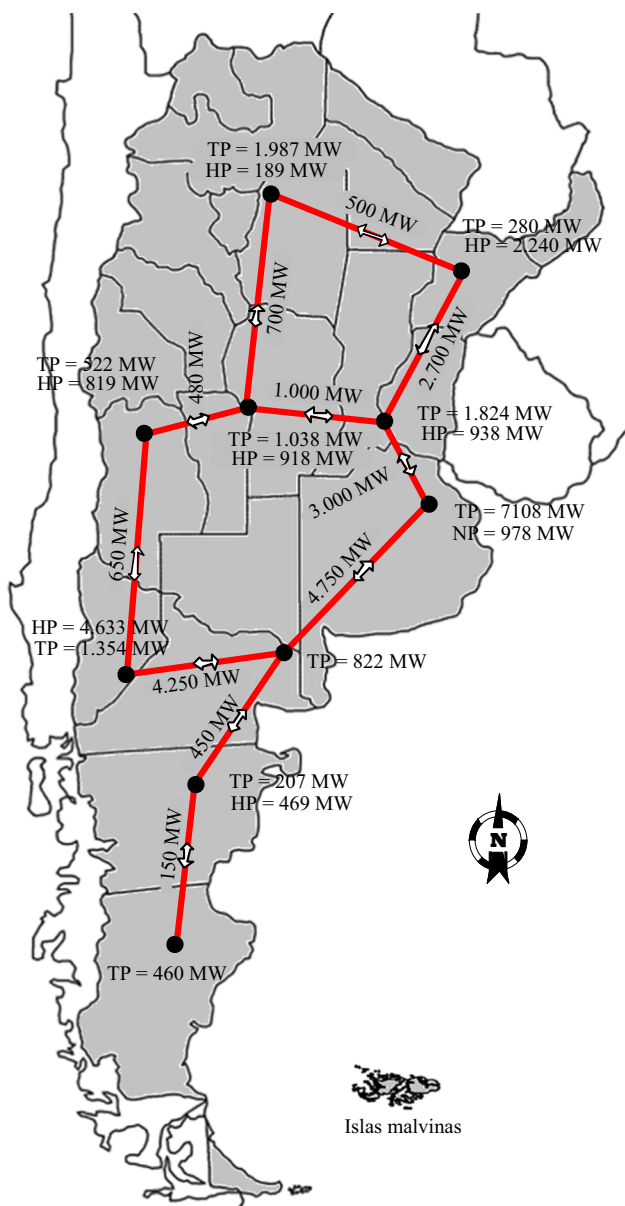 TP = 1.987 MW
HP = 189 MW
500 MW
TP = 280 MW
HP = 2.240 MW
700 MW
2.700 MW
TP = 522 MW
HP = 819 MW
480 MW
1.000 MW
TP = 1.038 MW
HP = 918 MW
TP = 1.824 MW
HP = 938 MW
3.000 MW
TP = 7108 MW
NP = 978 MW
650 MW
4.750 MW
HP = 4.633 MW
TP = 1.354 MW
4.250 MW
TP = 822 MW
450 MW
TP = 207 MW
HP = 469 MW
150 MW
N
TP = 460 MW
Islas malvinas